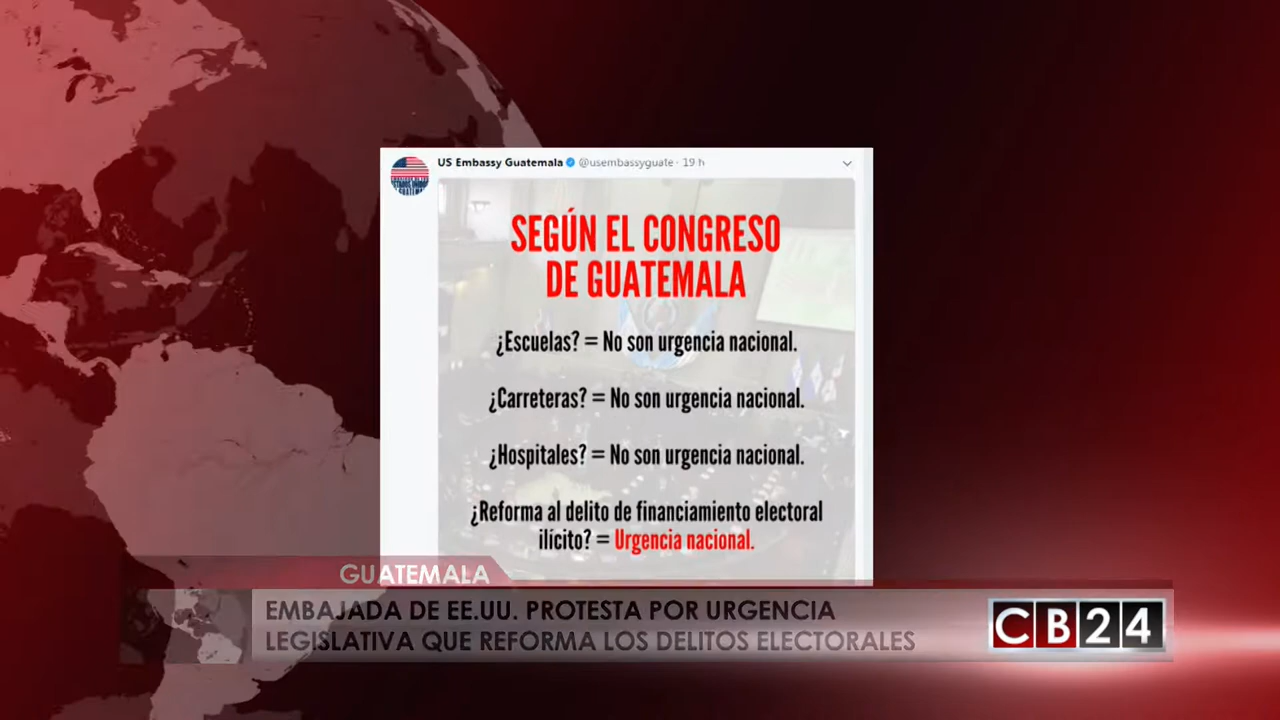 US Embassy Guatemala @usembassyguate · 19 h
SEGÚN EL CONGRESO
DE GUATEMALA
¿Escuelas? = No son urgencia nacional.
¿Carreteras? = No son urgencia nacional.
¿Hospitales? = No son urgencia nacional.
¿Reforma al delito de financiamiento electoral
ilícito? = Urgencia nacional.
GUATEMALA
EMBAJADA DE EE.UU. PROTESTA POR URGENCIA
LEGISLATIVA QUE REFORMA LOS DELITOS ELECTORALES
CB24